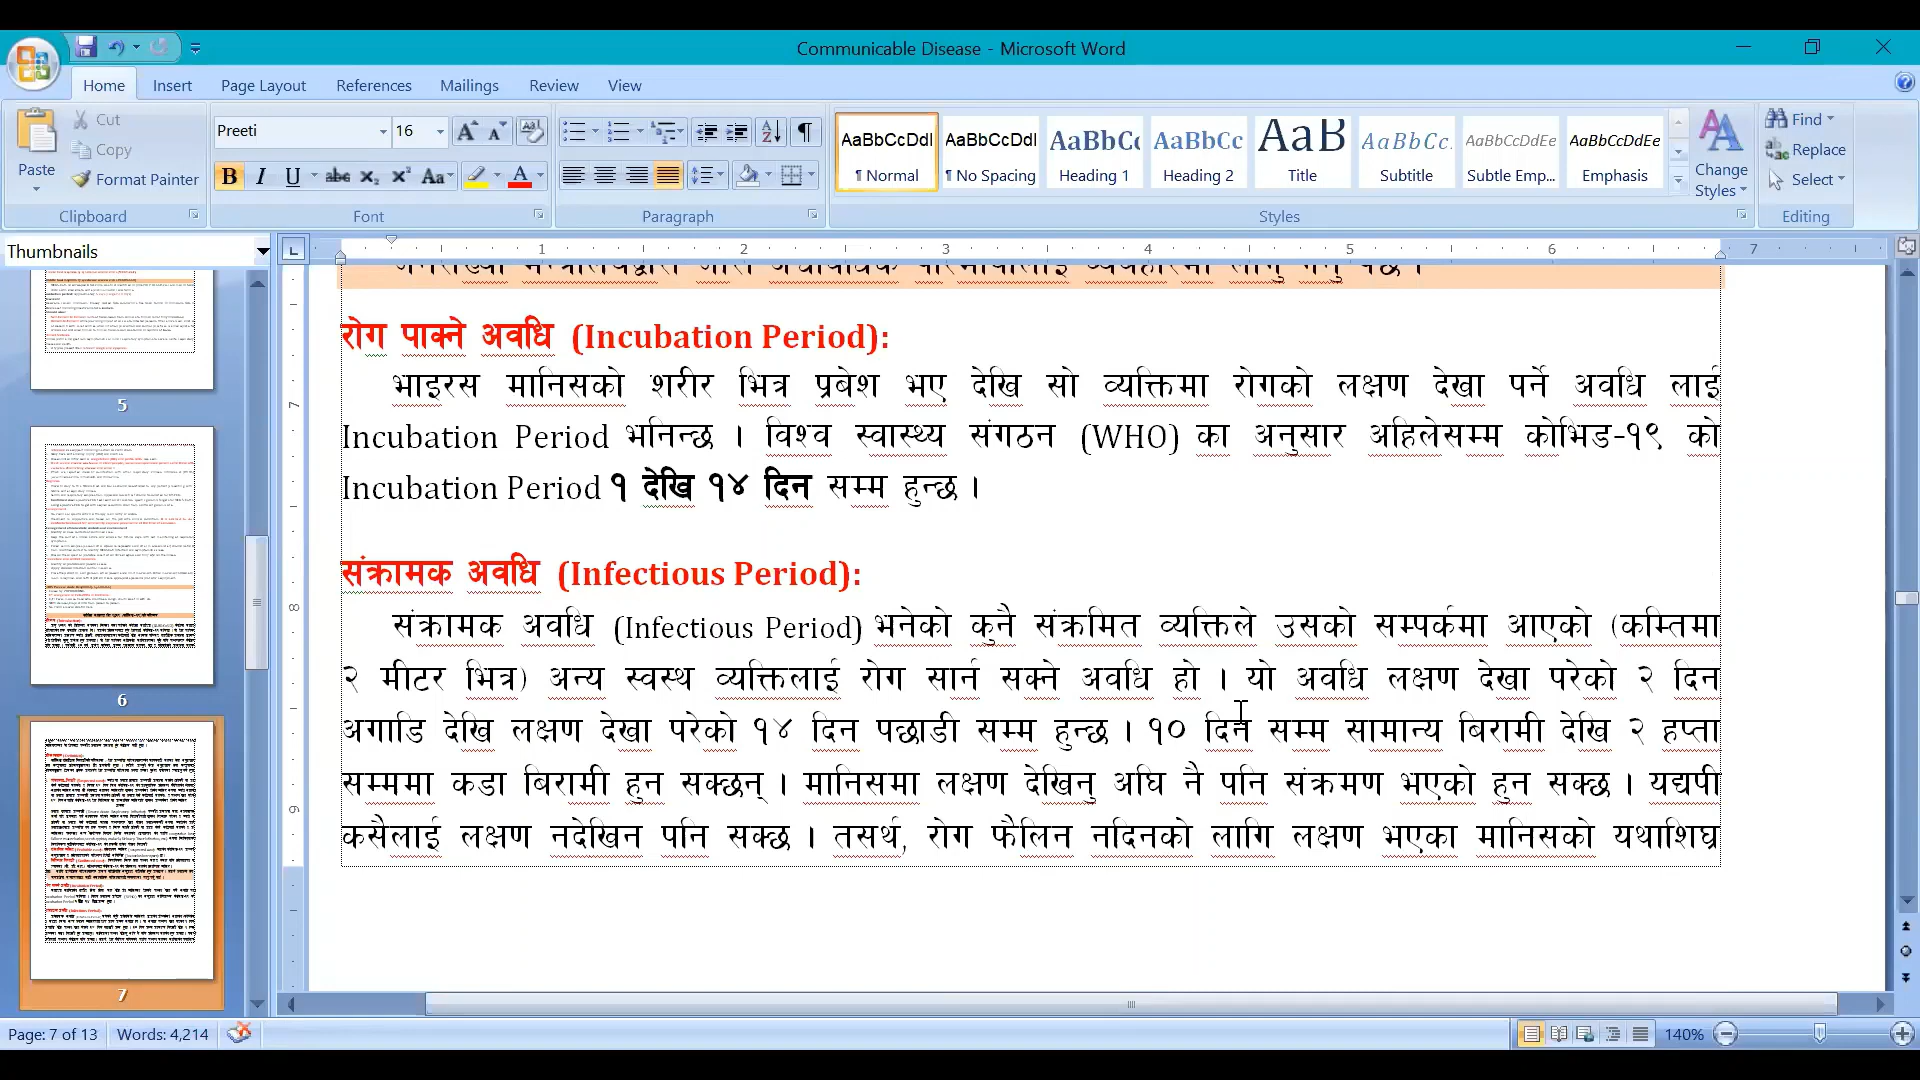 Communicable Disease - Microsoft Word
Home Insert Page Layout References Mailings Review View
Paste
Cut
Copy
Format Painter
Clipboard
Preeti 16
Font
Paragraph
AaBbCcDdI AaBbCcDdI AaBbCc AaBbCc AaB AaBbCc. AaBbCcDdEe AaBbCcDdEe
¶ Normal ¶ No Spacing Heading 1 Heading 2 Title Subtitle Subtle Emp... Emphasis
Styles
Change Styles
Find
Replace
Select
Editing
Thumbnails
1 2 3 4 5 6 7
5
6
7
रोग पाक्ने अवधि (Incubation Period):
भाइरस मानिसको शरीर भित्र प्रबेश भए देखि सो व्यक्तिमा रोगको लक्षण देखा पर्ने अवधि लाई
Incubation Period भनिन्छ । विश्व स्वास्थ्य संगठन (WHO) का अनुसार अहिलेसम्म कोभिड-१९ को
Incubation Period १ देखि १४ दिन सम्म हुन्छ ।
संक्रामक अवधि (Infectious Period):
संक्रामक अवधि (Infectious Period) भनेको कुनै संक्रमित व्यक्तिले उसको सम्पर्कमा आएको (कम्तिमा
२ मीटर भित्र) अन्य स्वस्थ व्यक्तिलाई रोग सार्न सक्ने अवधि हो । यो अवधि लक्षण देखा परेको २ दिन
अगाडि देखि लक्षण देखा परेको १४ दिन पछाडी सम्म हुन्छ । १० दिन सम्म सामान्य बिरामी देखि २ हप्ता
सम्ममा कडा बिरामी हुन सक्छन् । मानिसमा लक्षण देखिनु अघि नै पनि संक्रमण भएको हुन सक्छ । यद्यपी
कसैलाई लक्षण नदेखिन पनि सक्छ । तसर्थ, रोग फैलिन नदिनको लागि लक्षण भएका मानिसको यथाशिघ्र
Page: 7 of 13 Words: 4,214 140%